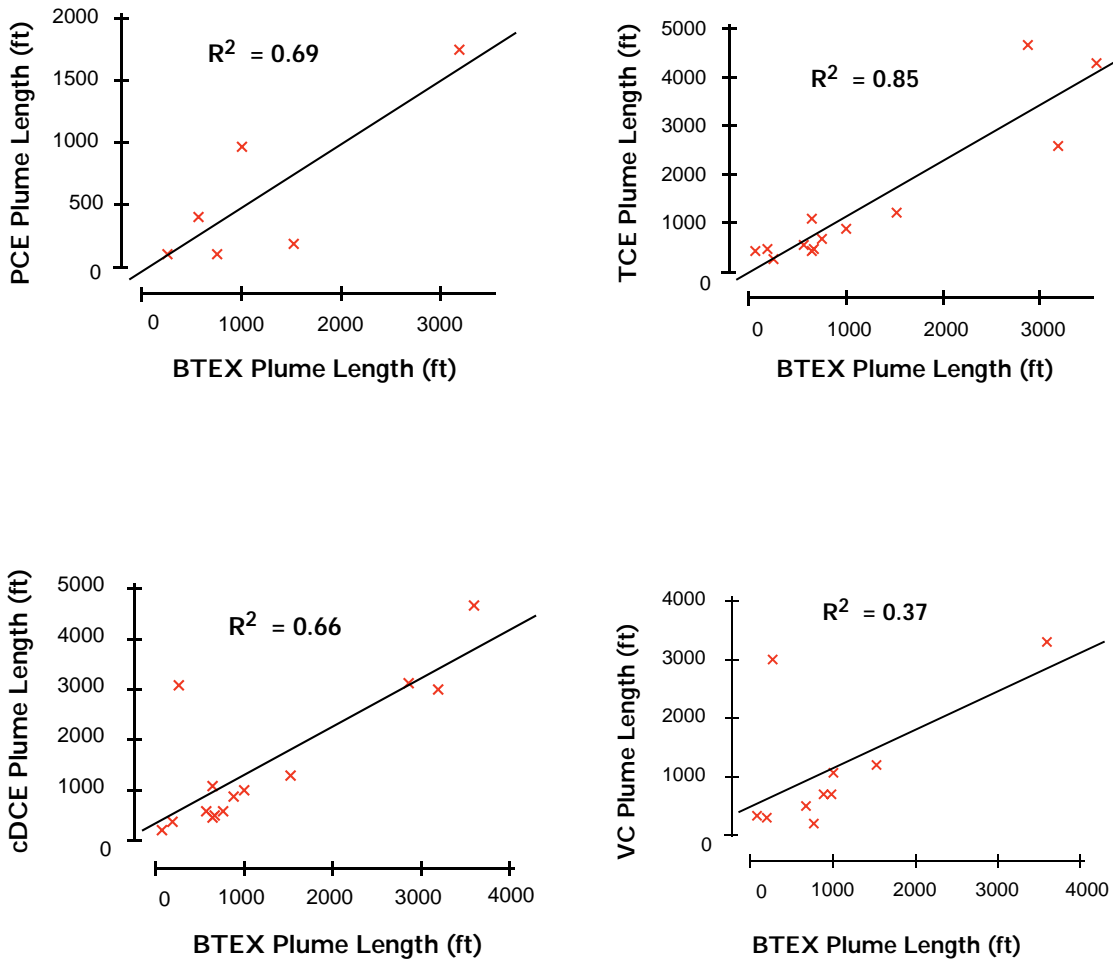 PCE Plume Length (ft)
2000
1500
1000
500
0
R² = 0.69
0 1000 2000 3000
BTEX Plume Length (ft)
TCE Plume Length (ft)
5000
4000
3000
2000
1000
0
R² = 0.85
0 1000 2000 3000
BTEX Plume Length (ft)
cDCE Plume Length (ft)
5000
4000
3000
2000
1000
0
R² = 0.66
0 1000 2000 3000 4000
BTEX Plume Length (ft)
VC Plume Length (ft)
4000
3000
2000
1000
0
R² = 0.37
0 1000 2000 3000 4000
BTEX Plume Length (ft)